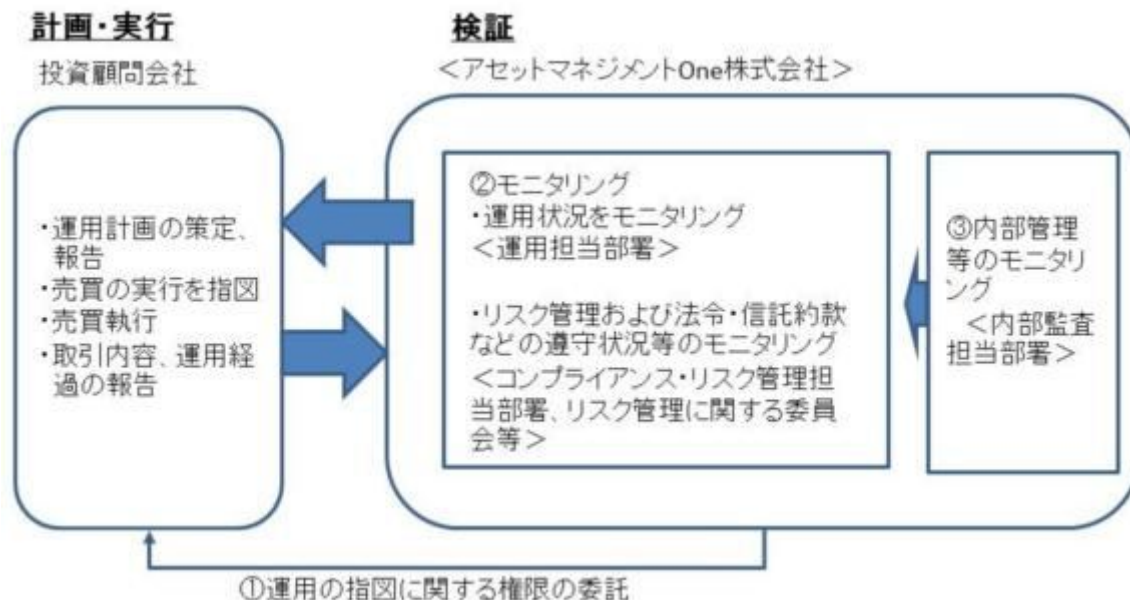 計画・実行
投資顧問会社
・運用計画の策定、
報告
・売買の実行を指図
・売買執行
・取引内容、運用経
過の報告
検証
＜アセットマネジメントOne株式会社＞
②モニタリング
・運用状況をモニタリング
＜運用担当部署＞
・リスク管理および法令・信託約款
などの遵守状況等のモニタリング
＜コンプライアンス・リスク管理担
当部署、リスク管理に関する委員
会等＞
③内部管理
等のモニタリ
ング
＜内部監査
担当部署＞
①運用の指図に関する権限の委託